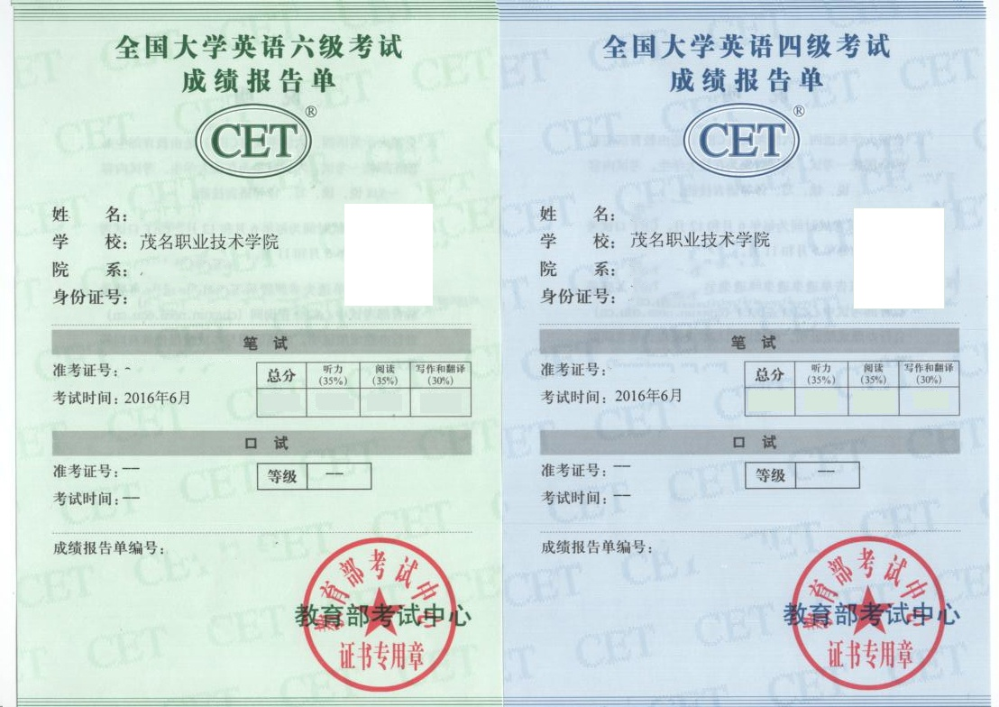 全国大学英语六级考试
成绩报告单
CET®
姓 名：
学 校：茂名职业技术学院
院 系：
身份证号：
笔 试
准考证号：
考试时间：2016年6月
总分 听力 (35%) 阅读 (35%) 写作和翻译 (30%)
口 试
准考证号：—
考试时间：—
等级 —
成绩报告单编号：
教育部考试中心
教育部考试中心
证书专用章
全国大学英语四级考试
成绩报告单
CET®
姓 名：
学 校：茂名职业技术学院
院 系：
身份证号：
笔 试
准考证号：
考试时间：2016年6月
总分 听力 (35%) 阅读 (35%) 写作和翻译 (30%)
口 试
准考证号：—
考试时间：—
等级 —
成绩报告单编号：
教育部考试中心
教育部考试中心
证书专用章